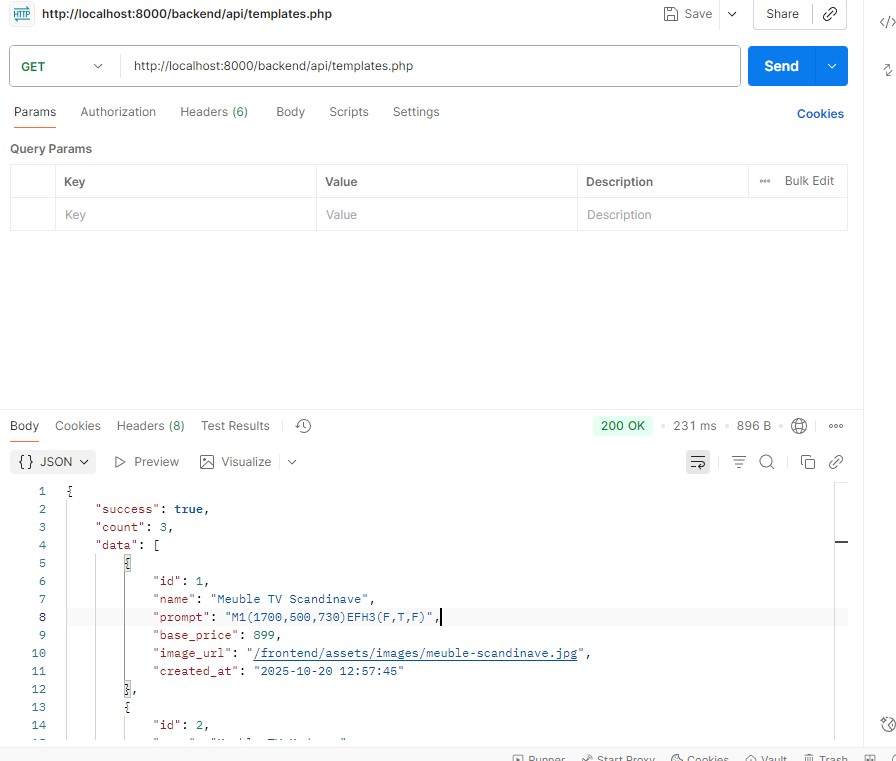 HTTP http://localhost:8000/backend/api/templates.php Save Share
GET http://localhost:8000/backend/api/templates.php Send
Params Authorization Headers (6) Body Scripts Settings Cookies
Query Params
Key Value Description Bulk Edit
Key Value Description
Body Cookies Headers (8) Test Results 200 OK 231 ms 896 B
{} JSON Preview Visualize
1 {
2 "success": true,
3 "count": 3,
4 "data": [
5 {
6 "id": 1,
7 "name": "Meuble TV Scandinave",
8 "prompt": "M1(1700,500,730)EFH3(F,T,F)",
9 "base_price": 899,
10 "image_url": "/frontend/assets/images/meuble-scandinave.jpg",
11 "created_at": "2025-10-20 12:57:45"
12 },
13 {
14 "id": 2,
Runner Start Proxy Cookies Vault Trash